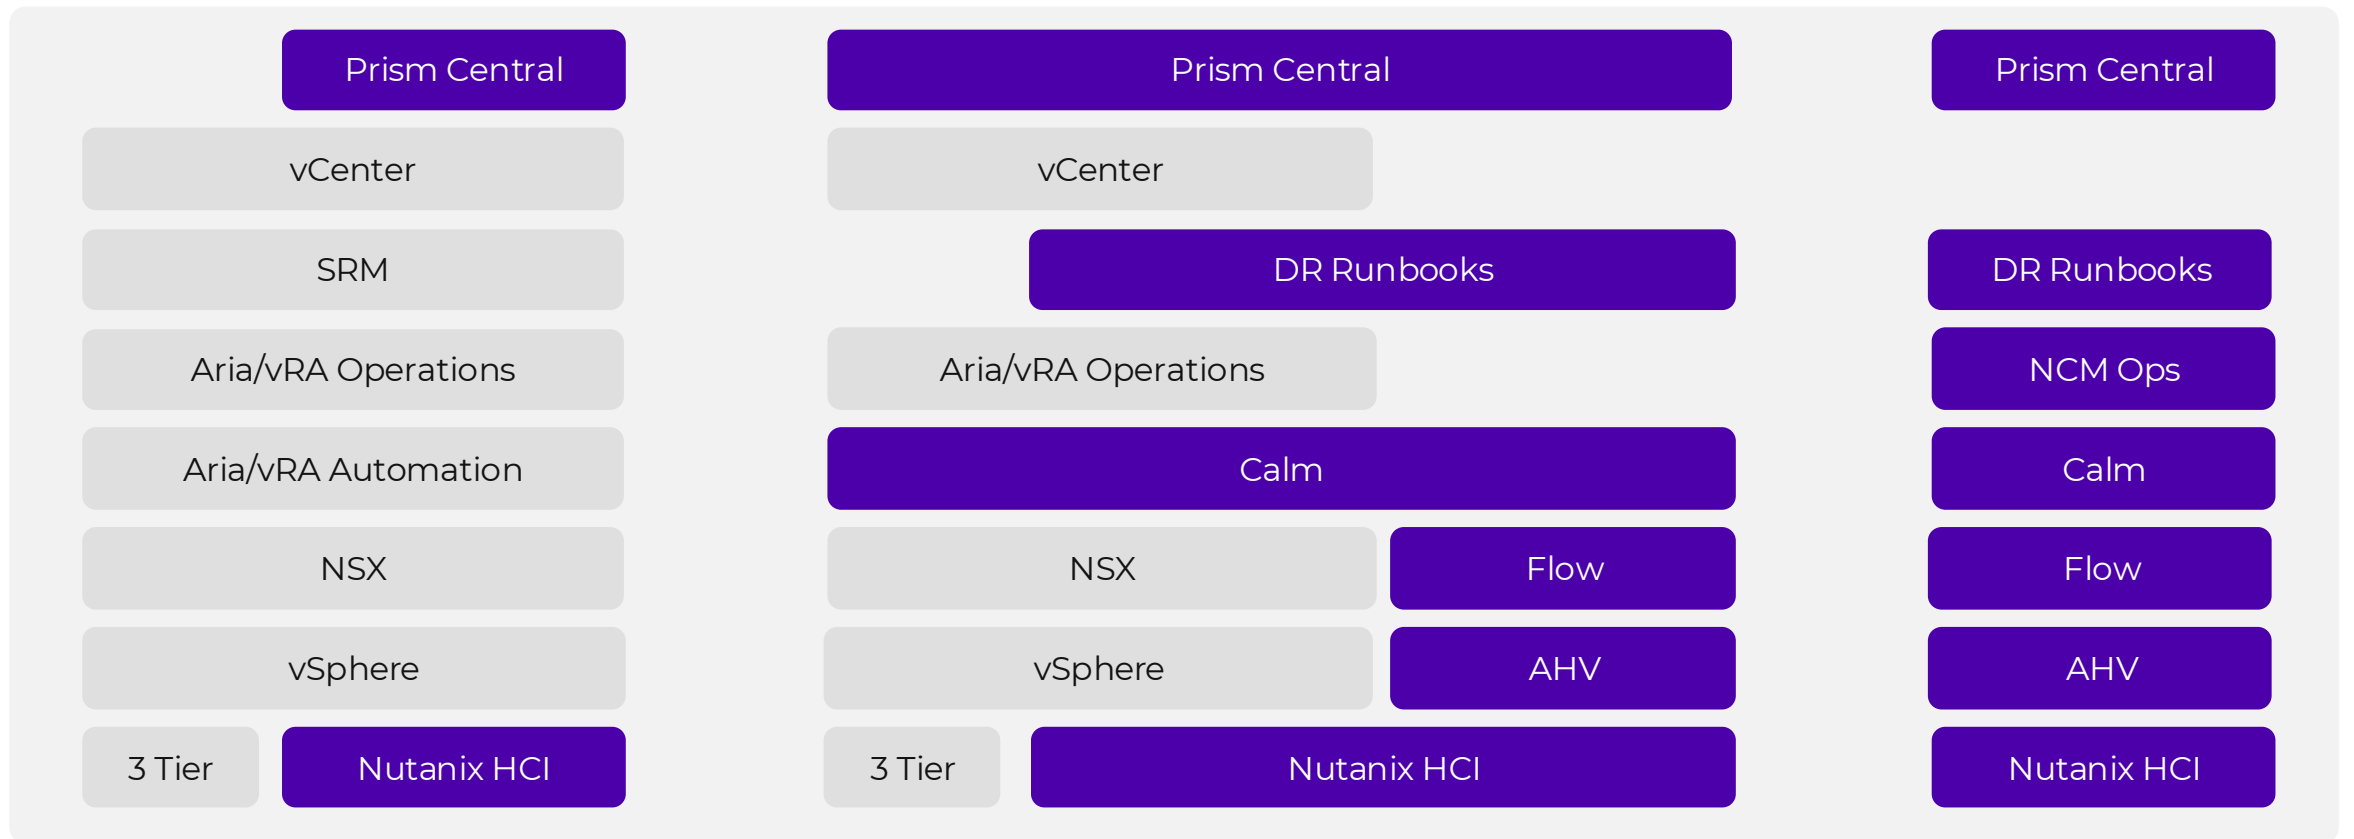 Prism Central
vCenter
SRM
Aria/vRA Operations
Aria/vRA Automation
NSX
vSphere
3 Tier
Nutanix HCI
Prism Central
vCenter
DR Runbooks
Aria/vRA Operations
Calm
NSX
Flow
vSphere
AHV
3 Tier
Nutanix HCI
Prism Central
DR Runbooks
NCM Ops
Calm
Flow
AHV
Nutanix HCI